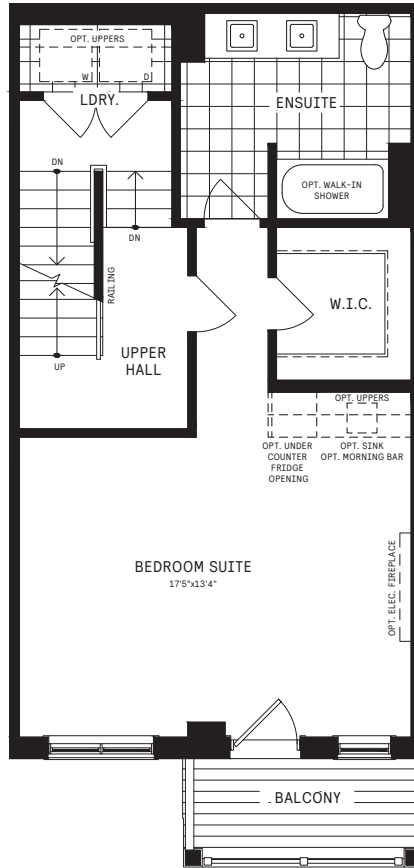 OPT. UPPERS
W
D
LDRY.
ENSUITE
DN
OPT. WALK-IN
SHOWER
DN
RAILING
W.I.C.
UPPER
HALL
UP
OPT. UPPERS
OPT. UNDER
COUNTER
FRIDGE
OPENING
OPT. SINK
OPT. MORNING BAR
BEDROOM SUITE
17'5"x13'4"
OPT. ELEC. FIREPLACE
BALCONY